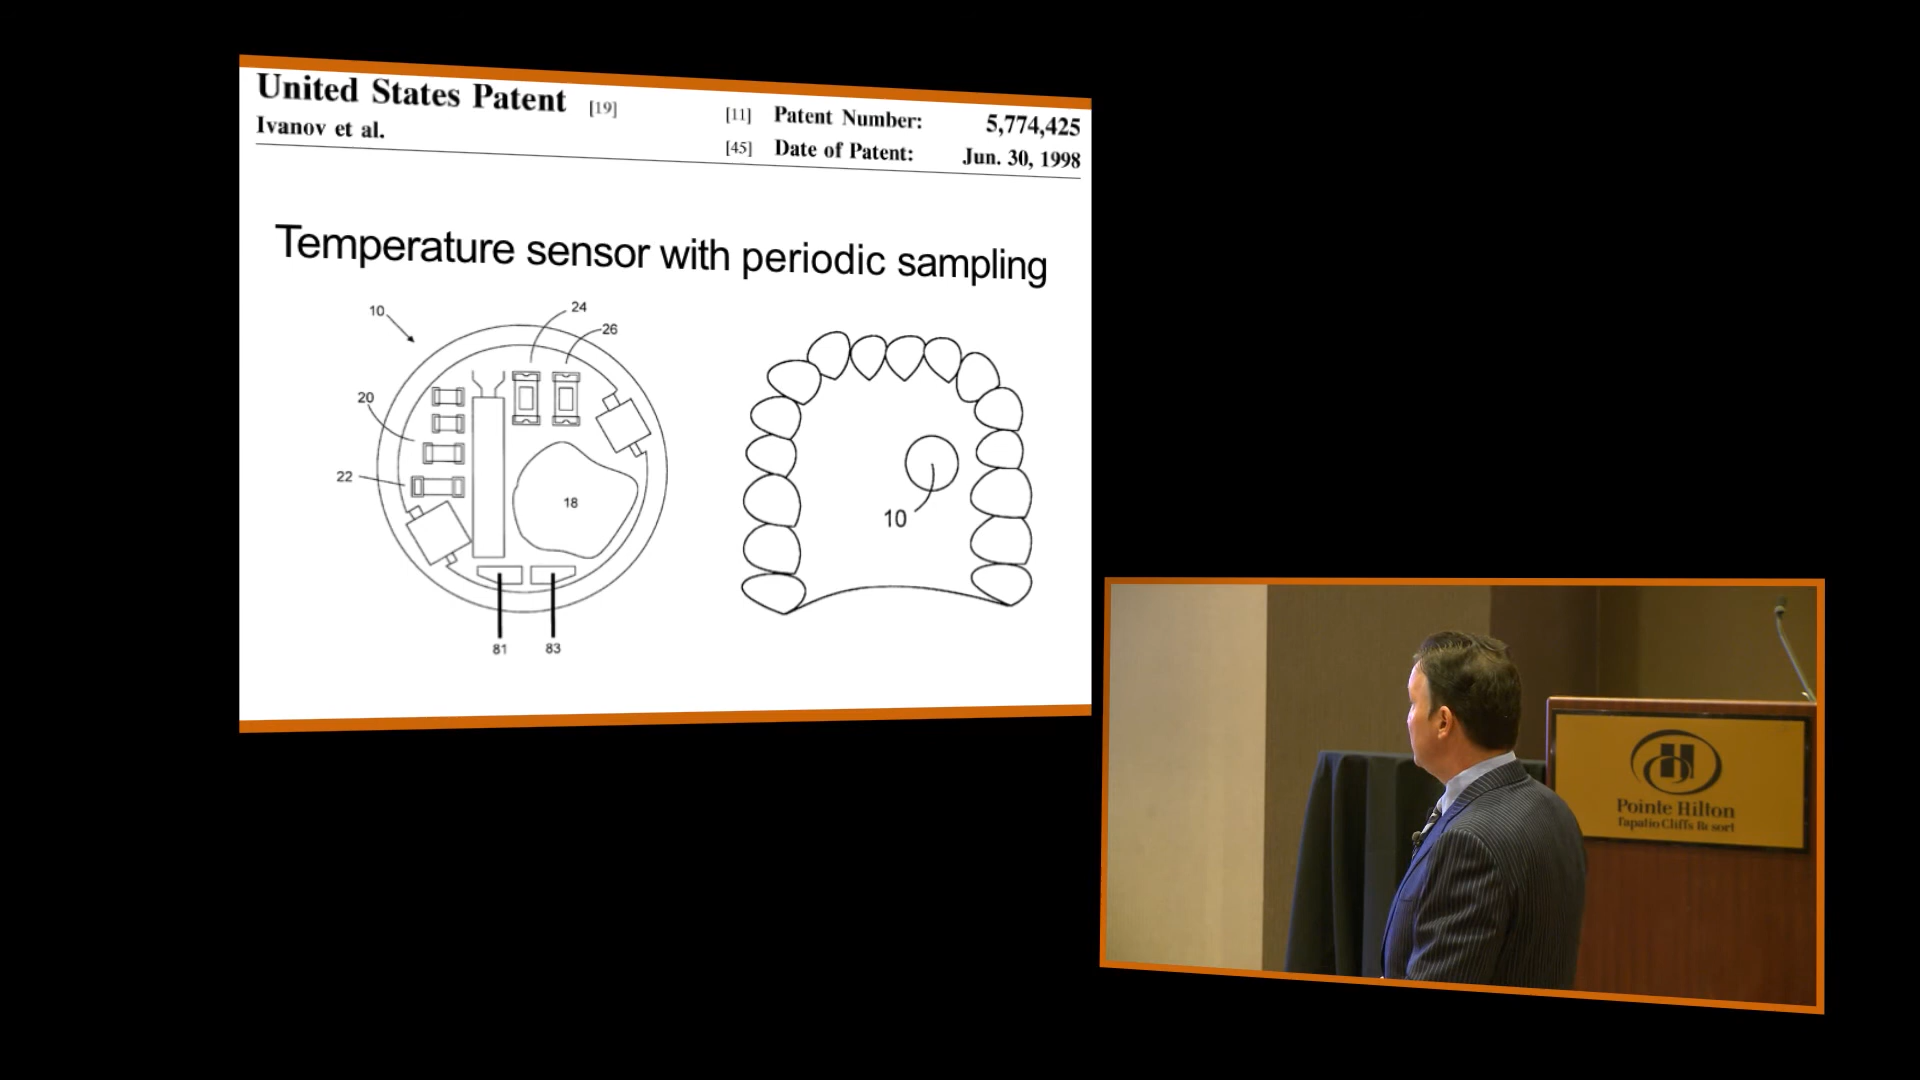 United States Patent [19]
Ivanov et al.
[11] Patent Number: 5,774,425
[45] Date of Patent: Jun. 30, 1998
Temperature sensor with periodic sampling
10
24
26
20
22
18
81
83
10
H
Pointe Hilton
Tapatio Cliffs Resort